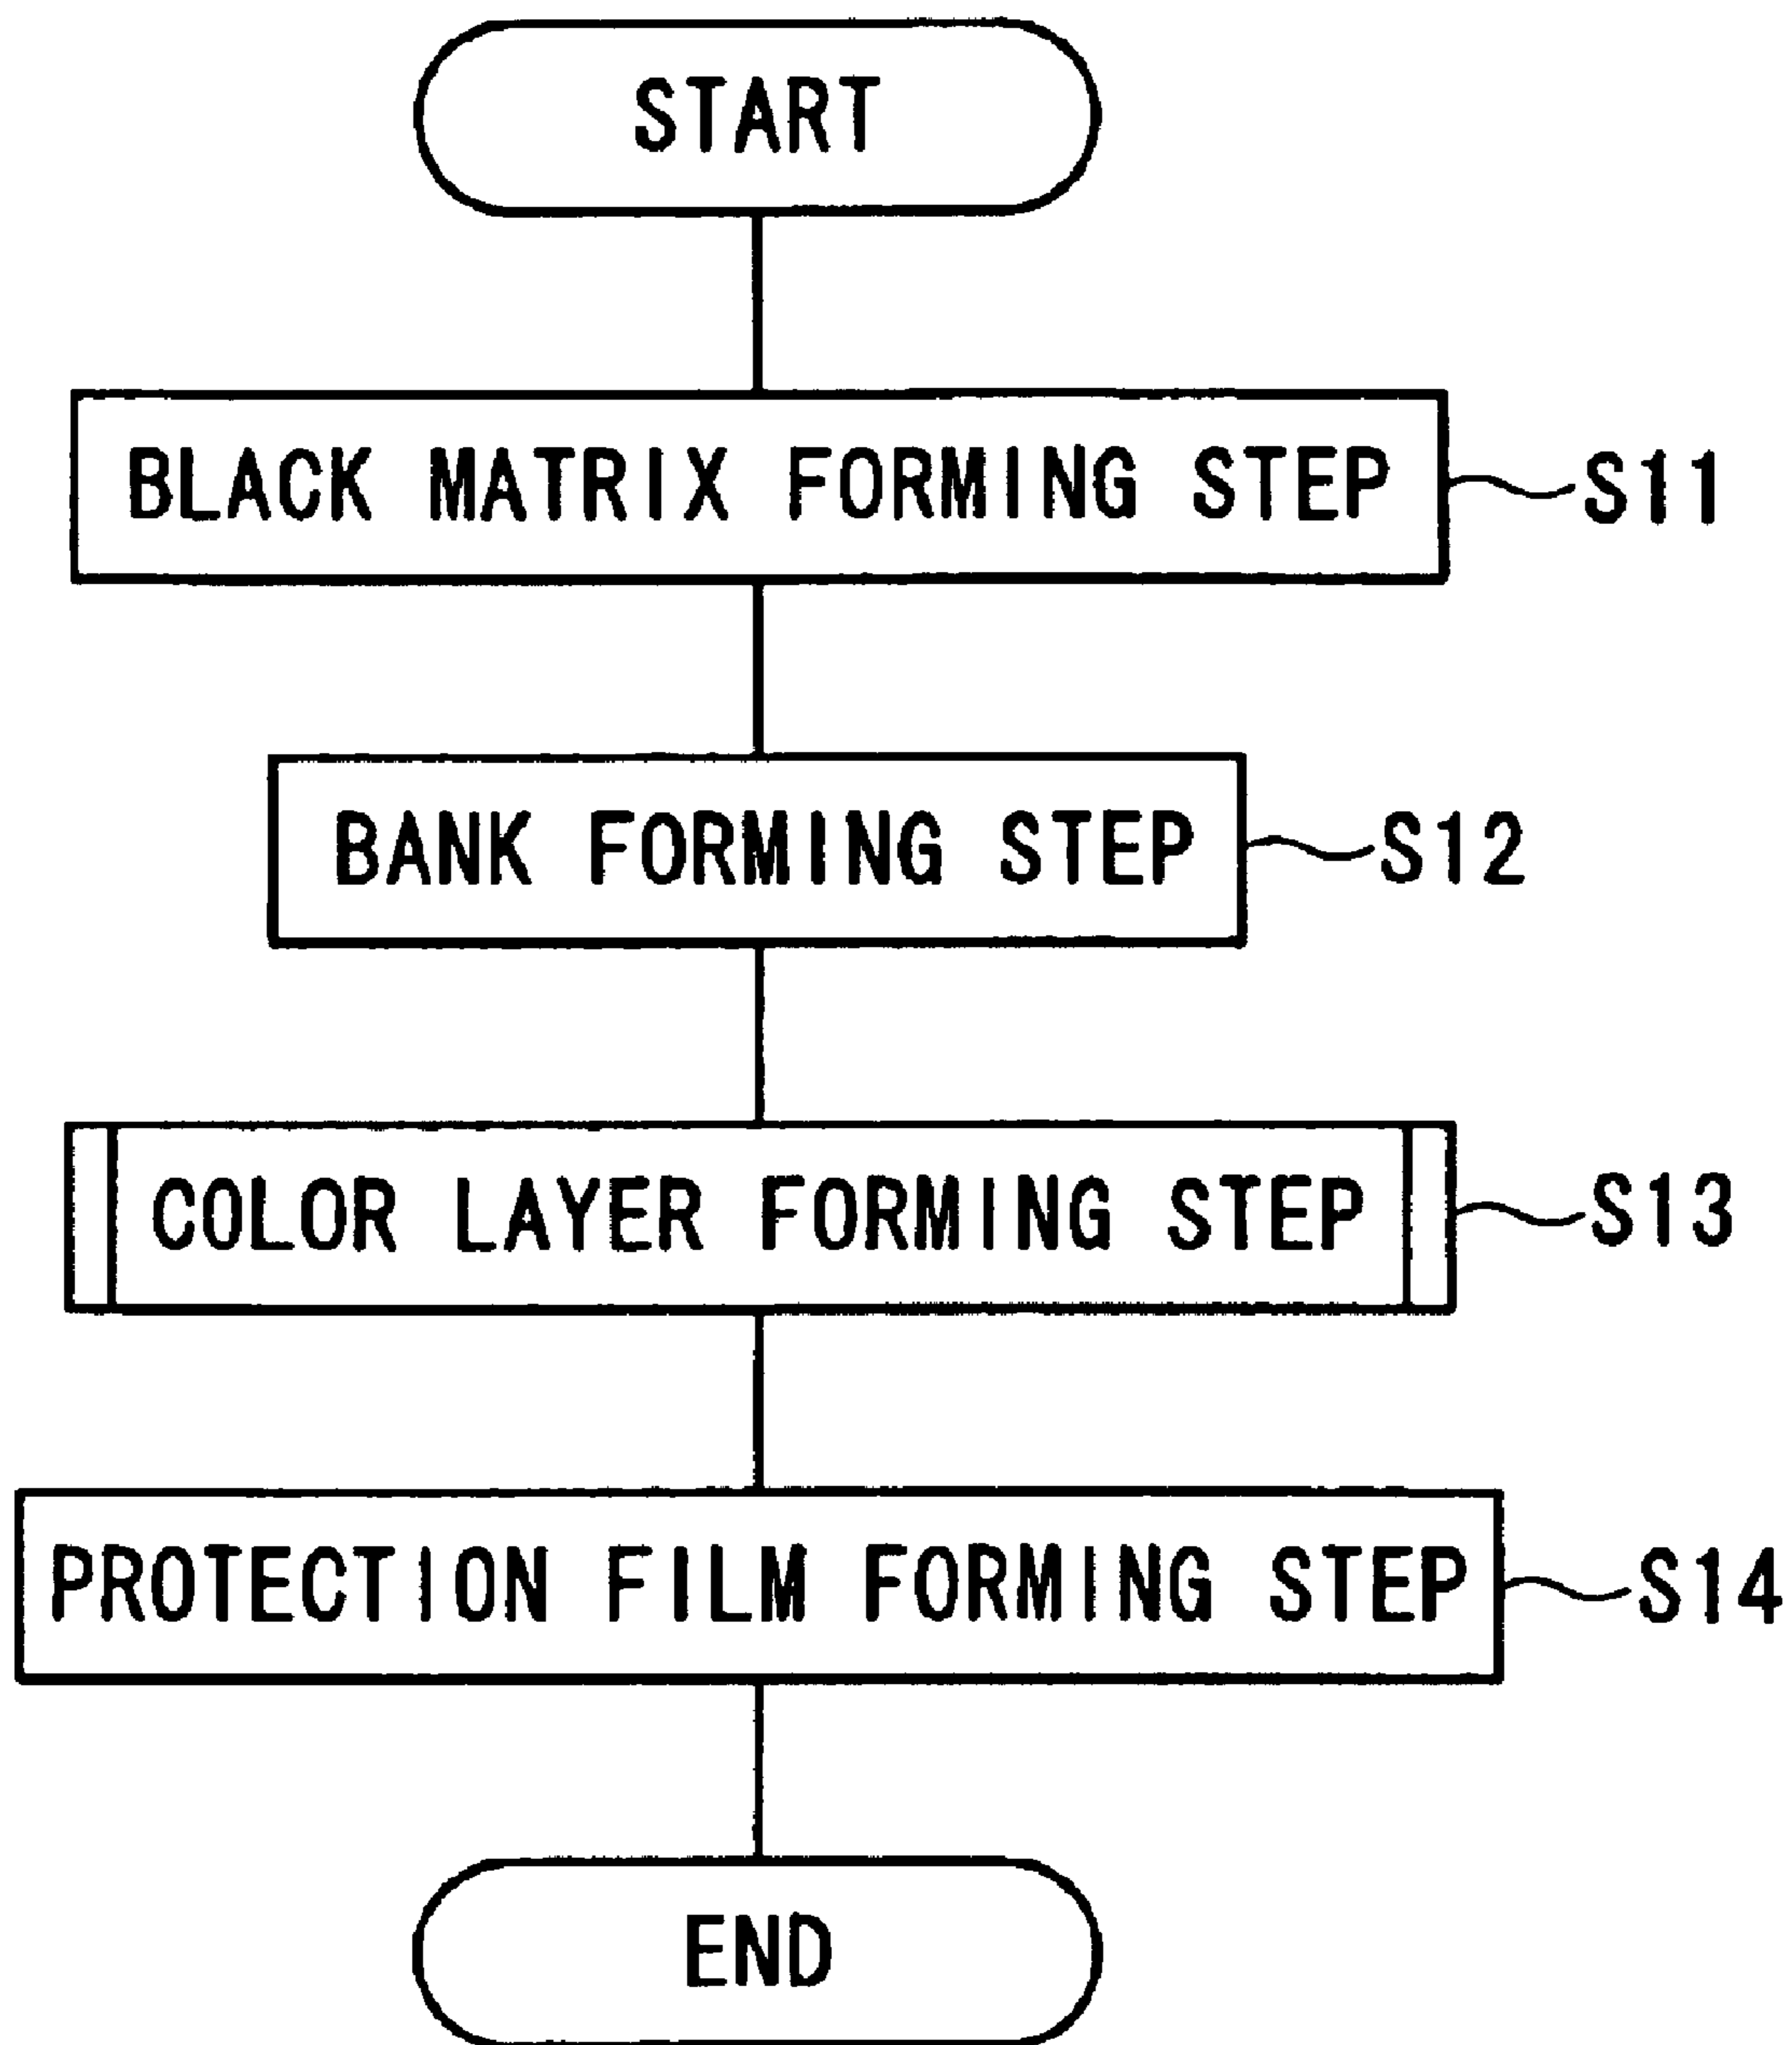 START
BLACK MATRIX FORMING STEP S11
BANK FORMING STEP S12
COLOR LAYER FORMING STEP S13
PROTECTION FILM FORMING STEP S14
END